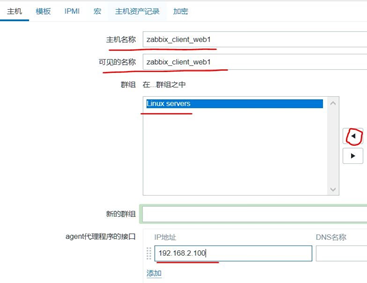 主机 模板 IPMI 宏 主机资产记录 加密
主机名称 zabbix_client_web1
可见的名称 zabbix_client_web1
群组 在...群组之中
Linux servers
新的群组
agent代理程序的接口 IP地址 DNS名称
192.168.2.100
添加